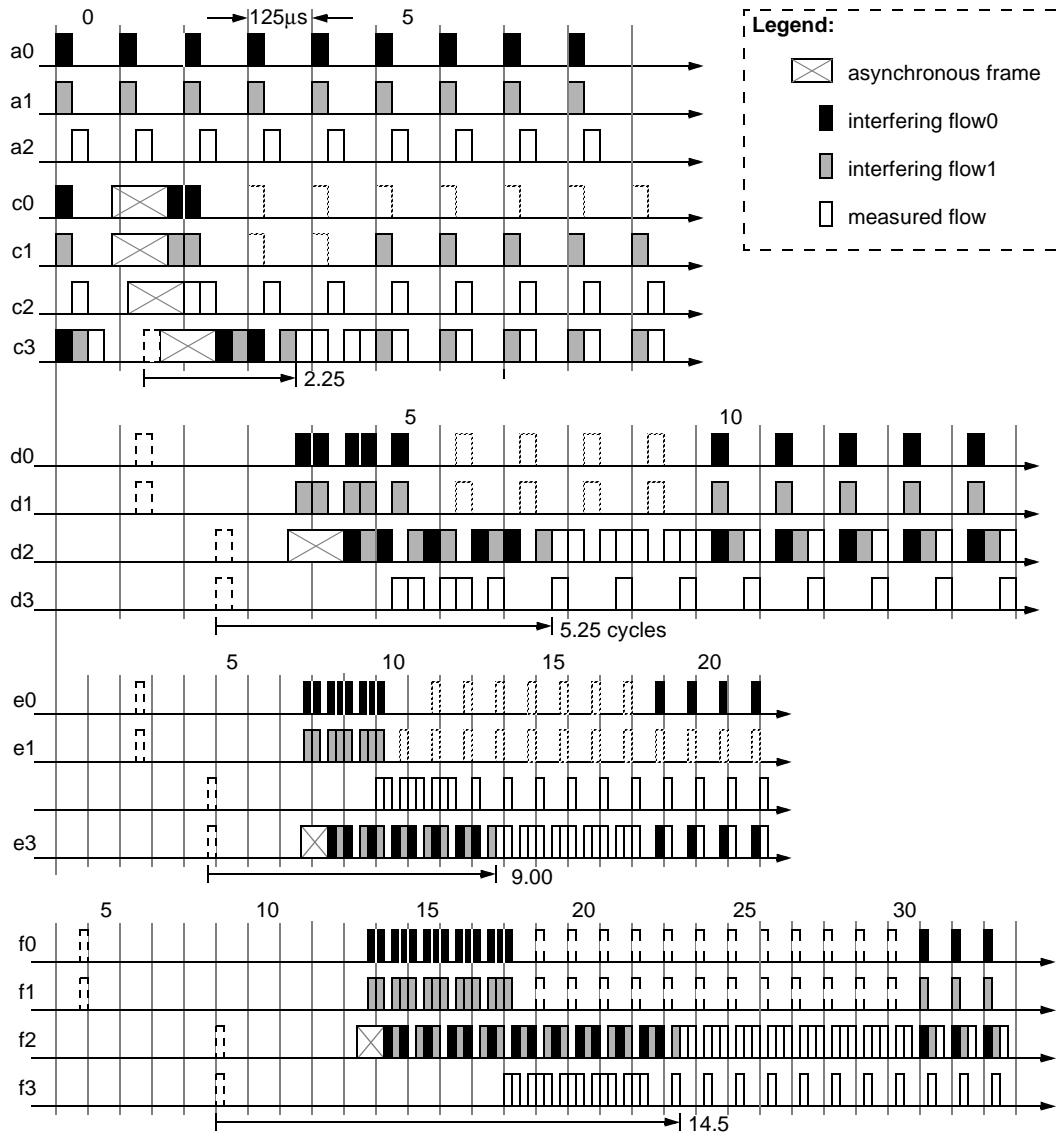 0 125µs 5
Legend:
a0
a1
a2
c0
c1
c2
c3
asynchronous frame
interfering flow0
interfering flow1
measured flow
2.25
5 10
d0
d1
d2
d3
5.25 cycles
5 10 15 20
e0
e1
e3
9.00
5 10 15 20 25 30
f0
f1
f2
f3
14.5